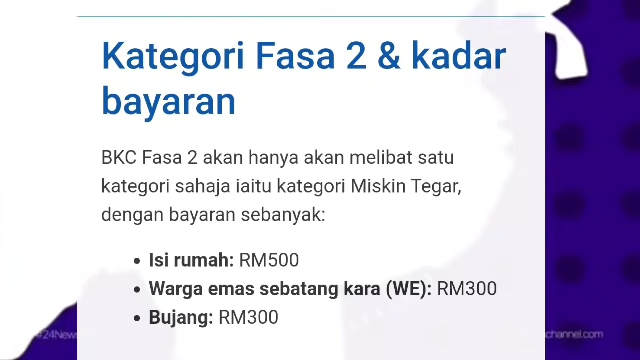 Kategori Fasa 2 & kadar
bayaran
BKC Fasa 2 akan hanya akan melibat satu
kategori sahaja iaitu kategori Miskin Tegar,
dengan bayaran sebanyak:
• Isi rumah: RM500
• Warga emas sebatang kara (WE): RM300
• Bujang: RM300